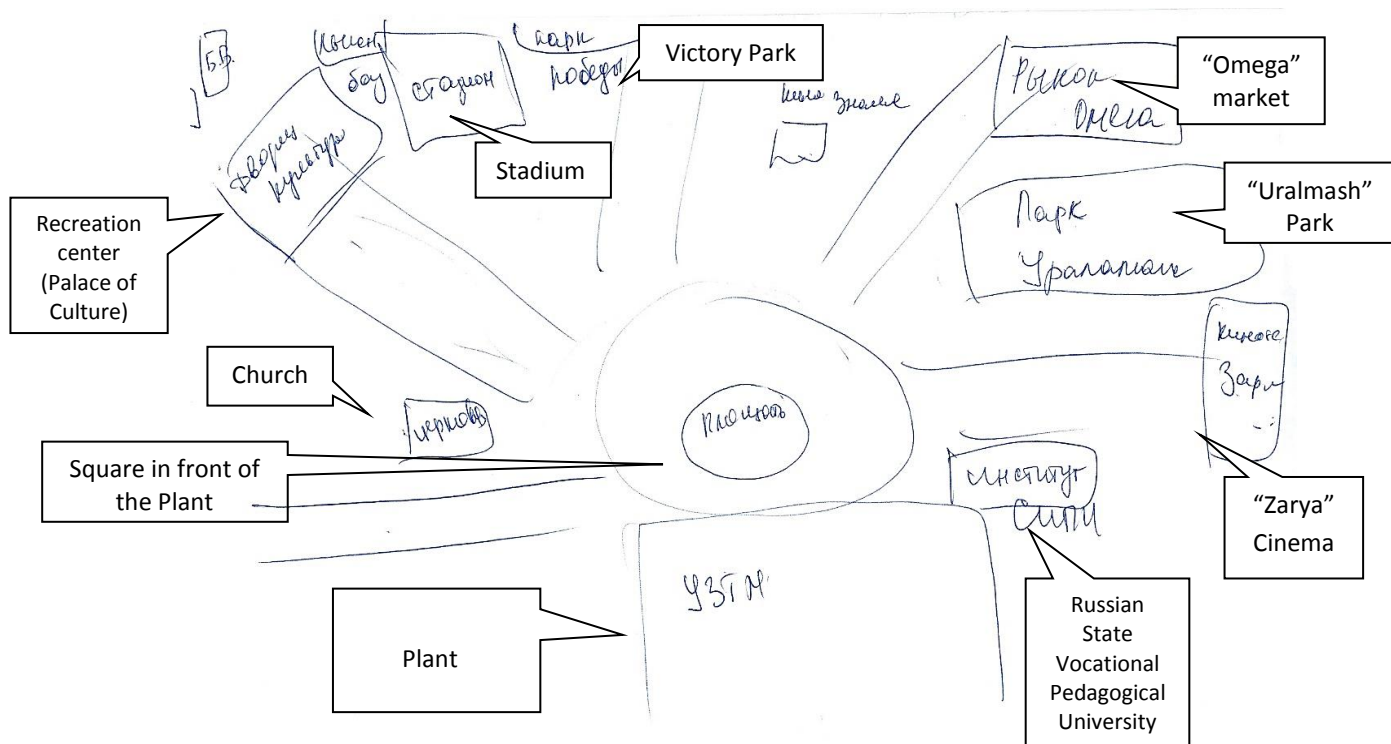 Б.В.
стадион
парк
победы
Victory Park
Рынок
Омега
“Omega”
market
Дворец
культуры
Stadium
Парк
Уралмаш
“Uralmash”
Park
Recreation
center
(Palace of
Culture)
Church
церковь
площадь
Заря
Square in front of
the Plant
институт
СИПИ
“Zarya”
Cinema
УЗТМ
Plant
Russian
State
Vocational
Pedagogical
University